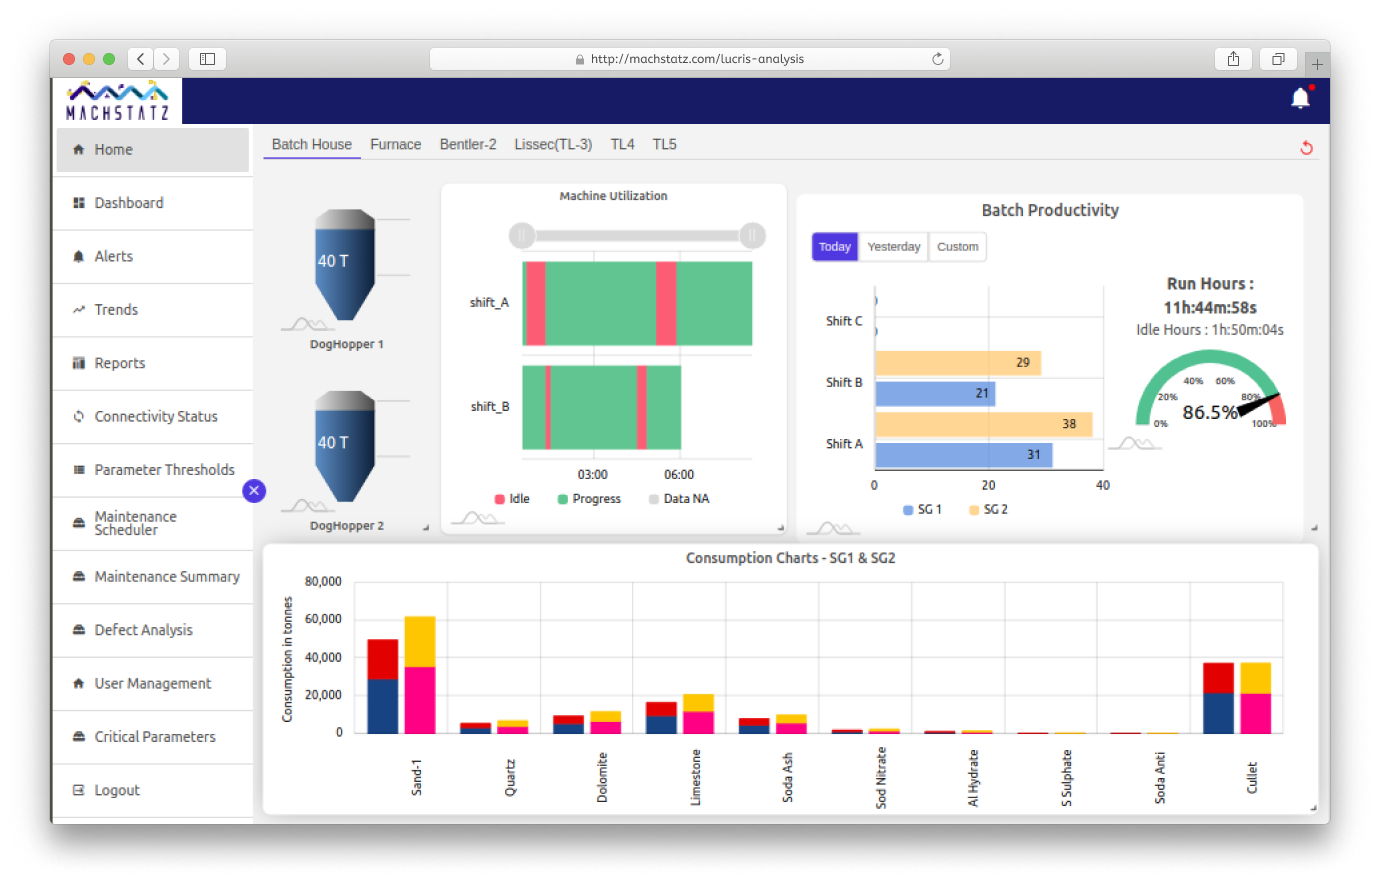 http://machstatz.com/lucris-analysis
MACHSTATZ
Home
Dashboard
Alerts
Trends
Reports
Connectivity Status
Parameter Thresholds
Maintenance
Scheduler
Maintenance Summary
Defect Analysis
User Management
Critical Parameters
Logout
Batch House Furnace Bentler-2 Lissec(TL-3) TL4 TL5
40 T
DogHopper 1
40 T
DogHopper 2
Machine Utilization
shift_A
shift_B
03:00 06:00
Idle Progress Data NA
Batch Productivity
Today Yesterday Custom
Shift C
0
0
29
Shift B
21
38
Shift A
31
0 20 40
SG 1 SG 2
Run Hours :
11h:44m:58s
Idle Hours : 1h:50m:04s
40% 60%
20% 80%
86.5%
0% 100%
Consumption Charts - SG1 & SG2
Consumption in tonnes
80,000
60,000
40,000
20,000
0
Sand-1
Quartz
Dolomite
Limestone
Soda Ash
Sod Nitrate
Al Hydrate
S Sulphate
Soda Anti
Cullet